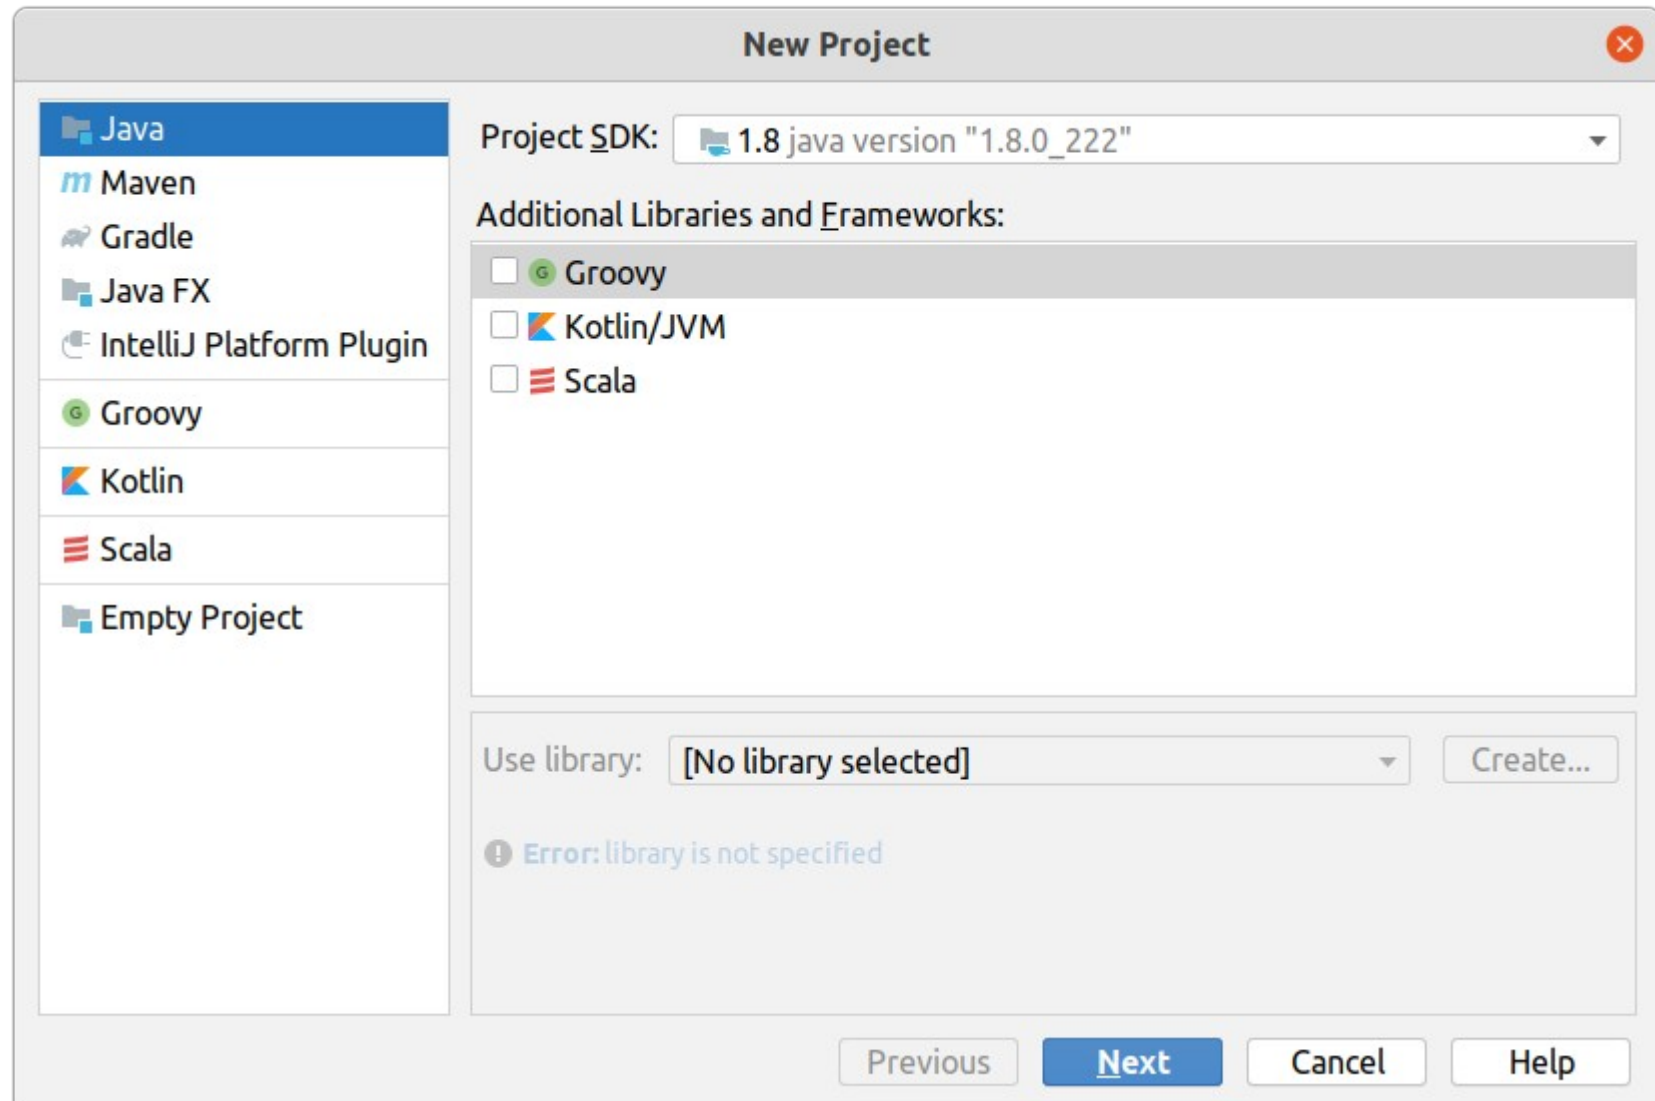 New Project
Java
Maven
Gradle
Java FX
IntelliJ Platform Plugin
Groovy
Kotlin
Scala
Empty Project
Project SDK: 1.8 java version "1.8.0_222"
Additional Libraries and Frameworks:
G Groovy
Kotlin/JVM
Scala
Use library: [No library selected] Create...
Error: library is not specified
Previous Next Cancel Help